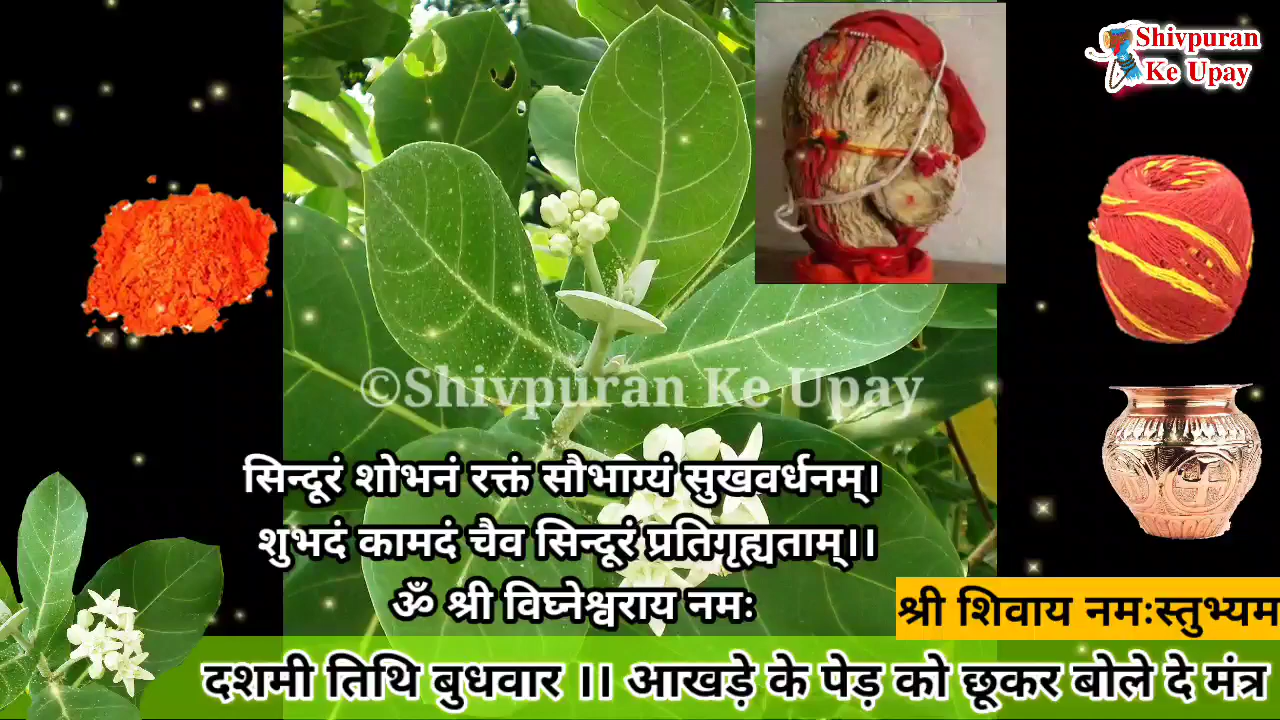 Shivpuran
Ke Upay
©Shivpuran Ke Upay
सिन्दूरं शोभनं रक्तं सौभाग्यं सुखवर्धनम्।
शुभदं कामदं चैव सिन्दूरं प्रतिगृह्यताम्।।
ॐ श्री विघ्नेश्वराय नमः
श्री शिवाय नमःस्तुभ्यम
दशमी तिथि बुधवार ।। आखड़े के पेड़ को छूकर बोले दे मंत्र